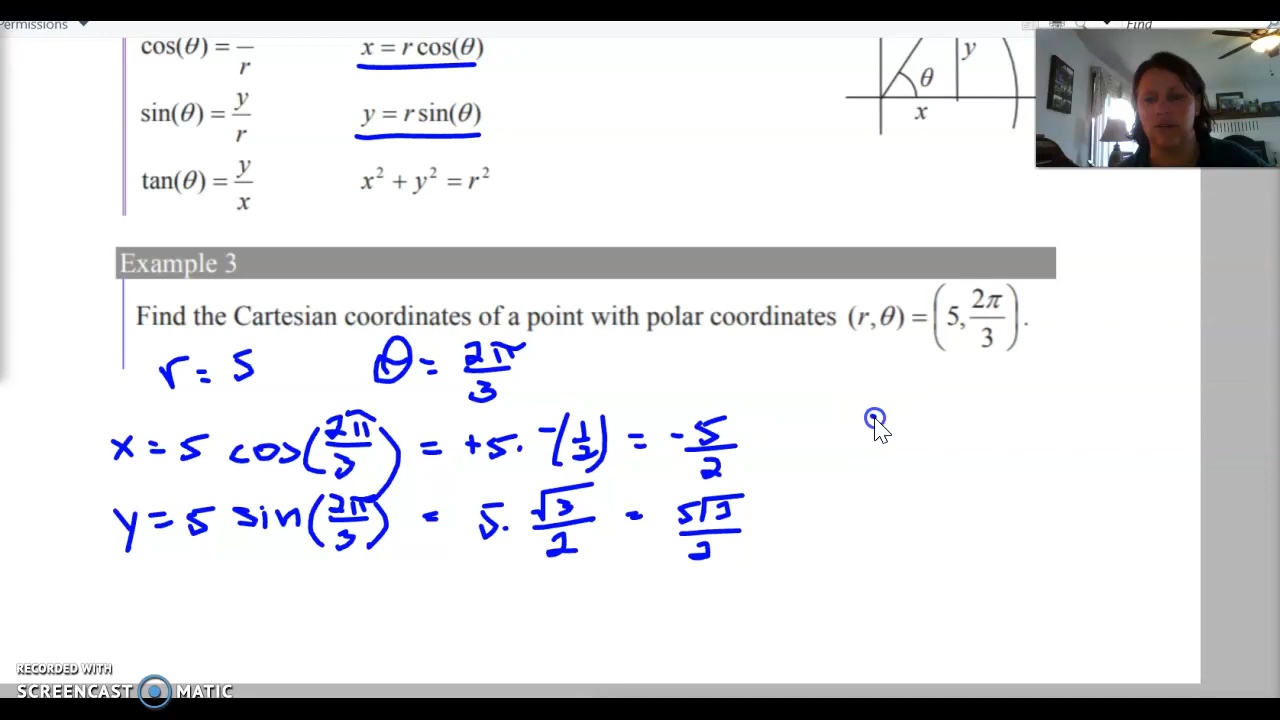 Permissions
Find
cos(θ) = / r
x = r cos(θ)
y
θ
x
sin(θ) = y/r
y = r sin(θ)
tan(θ) = y/x
x² + y² = r²
Example 3
Find the Cartesian coordinates of a point with polar coordinates (r, θ) = (5, 2π/3).
r = 5 θ = 2π/3
x = 5 cos(2π/3) = +5 · -(1/2) = -5/2
y = 5 sin(2π/3) = 5 · √3/2 = 5√3/2
RECORDED WITH
SCREENCAST MATIC